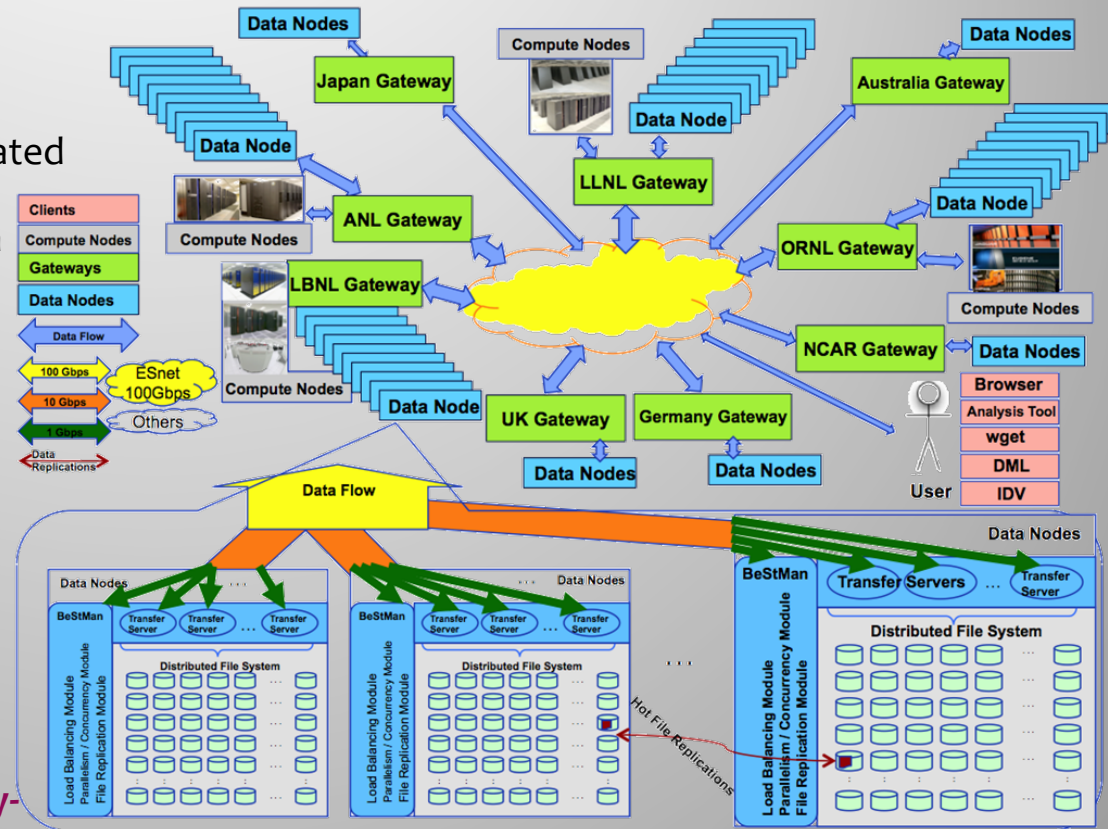 Data Nodes
Japan Gateway
Compute Nodes
Data Nodes
Australia Gateway
Data Node
Data Node
LLNL Gateway
ated
Clients
Compute Nodes
Gateways
Data Nodes
Data Flow
100 Gbps
10 Gbps
1 Gbps
Data
Replications
ESnet
100Gbps
Others
ANL Gateway
Compute Nodes
Data Node
ORNL Gateway
Compute Nodes
LBNL Gateway
Compute Nodes
Data Node
NCAR Gateway
Data Nodes
UK Gateway
Data Nodes
Germany Gateway
Data Nodes
User
Browser
Analysis Tool
wget
DML
IDV
Data Flow
Data Nodes
...
BeStMan
Load Balancing Module
Parallelism / Concurrency Module
File Replication Module
Transfer
Server
Transfer
Server
...
Transfer
Server
Distributed File System
... Data Nodes
BeStMan
Load Balancing Module
Parallelism / Concurrency Module
File Replication Module
Transfer
Server
Transfer
Server
...
Transfer
Server
Distributed File System
...
Hot File Replications
Data Nodes
BeStMan
Load Balancing Module
Parallelism / Concurrency Module
File Replication Module
Transfer Servers ...
Transfer
Server
Distributed File System
y-